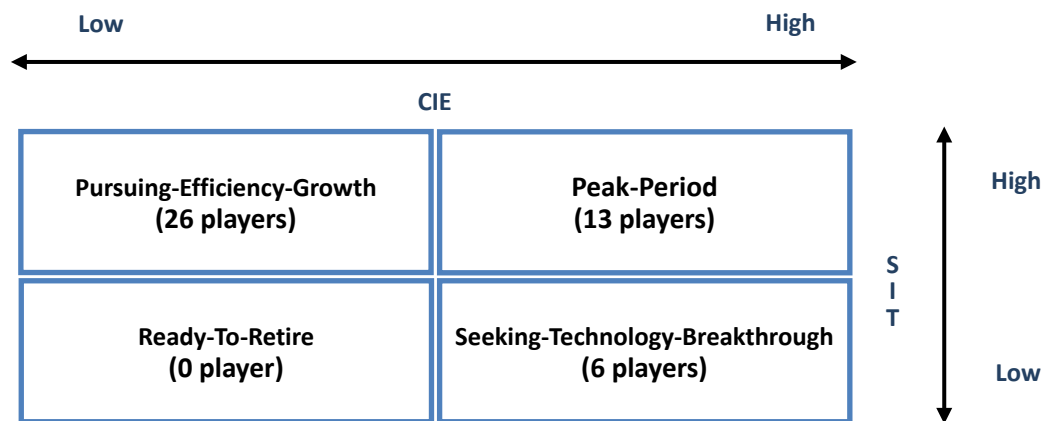 Low High
CIE
Pursuing-Efficiency-Growth
(26 players)
Peak-Period
(13 players)
High
S
I
T
Ready-To-Retire
(0 player)
Seeking-Technology-Breakthrough
(6 players)
Low